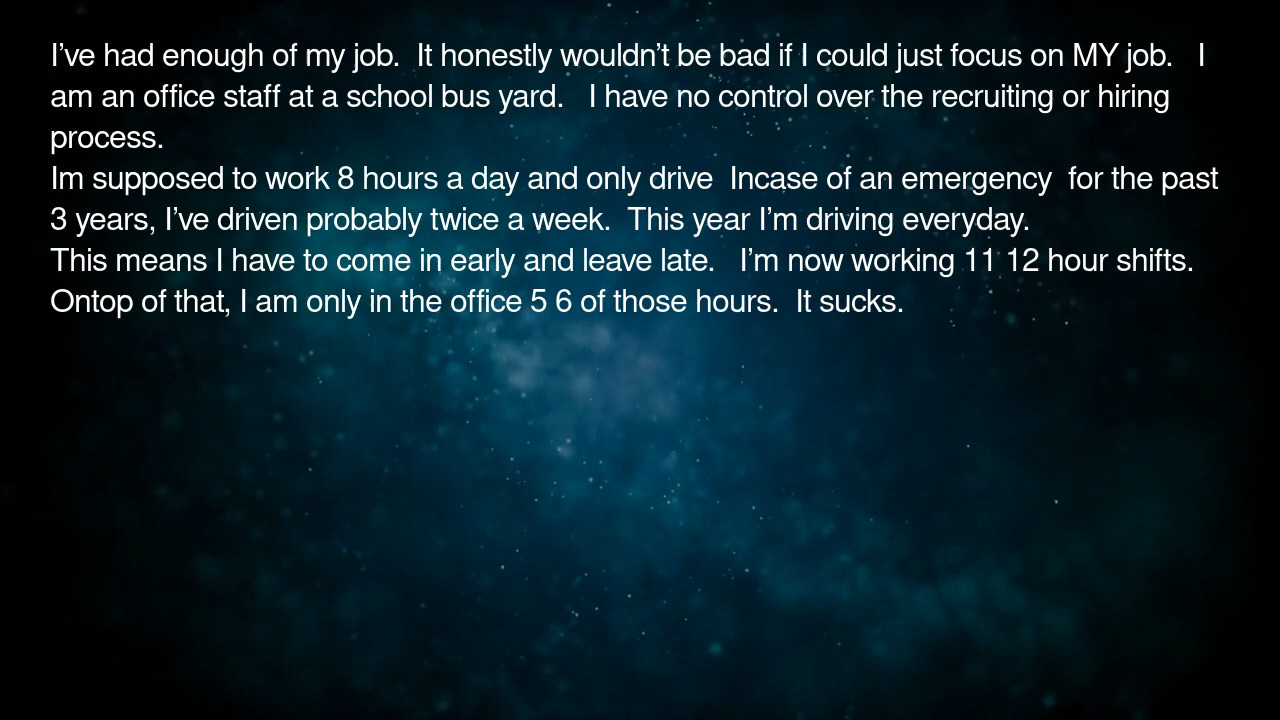 I've had enough of my job.  It honestly wouldn't be bad if I could just focus on MY job.   I
am an office staff at a school bus yard.   I have no control over the recruiting or hiring
process.
Im supposed to work 8 hours a day and only drive  Incase of an emergency  for the past
3 years, I've driven probably twice a week.  This year I'm driving everyday.
This means I have to come in early and leave late.   I'm now working 11 12 hour shifts.
Ontop of that, I am only in the office 5 6 of those hours.  It sucks.